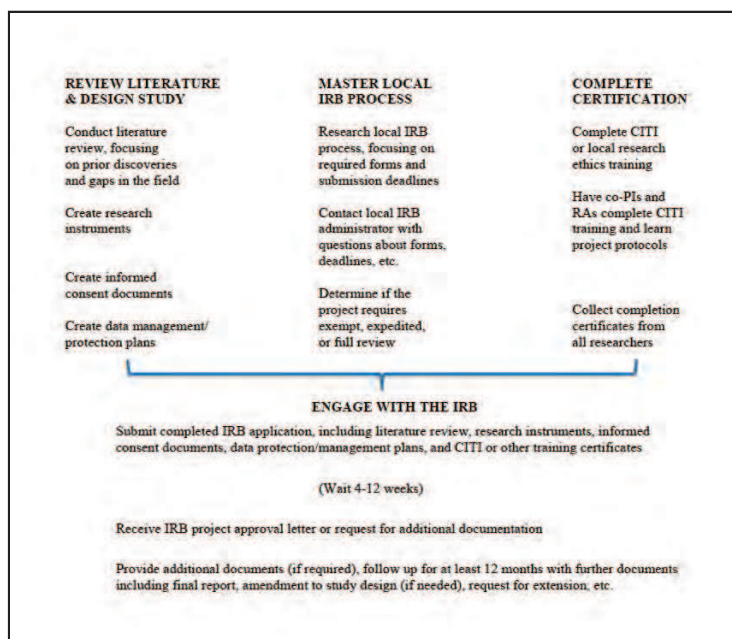 REVIEW LITERATURE
& DESIGN STUDY
Conduct literature
review, focusing
on prior discoveries
and gaps in the field
Create research
instruments
Create informed
consent documents
Create data management/
protection plans
MASTER LOCAL
IRB PROCESS
Research local IRB
process, focusing on
required forms and
submission deadlines
Contact local IRB
administrator with
questions about forms,
deadlines, etc.
Determine if the
project requires
exempt, expedited,
or full review
COMPLETE
CERTIFICATION
Complete CITI
or local research
ethics training
Have co-PIs and
RAs complete CITI
training and learn
project protocols
Collect completion
certificates from
all researchers
ENGAGE WITH THE IRB
Submit completed IRB application, including literature review, research instruments, informed
consent documents, data protection/management plans, and CITI or other training certificates
(Wait 4-12 weeks)
Receive IRB project approval letter or request for additional documentation
Provide additional documents (if required), follow up for at least 12 months with further documents
including final report, amendment to study design (if needed), request for extension, etc.